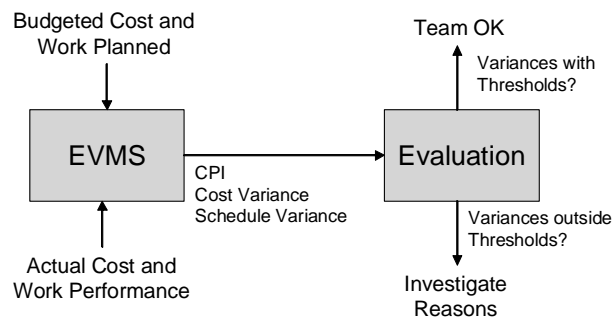 Budgeted Cost and
Work Planned
Team OK
Variances with
Thresholds?
EVMS
Evaluation
CPI
Cost Variance
Schedule Variance
Variances outside
Thresholds?
Actual Cost and
Work Performance
Investigate
Reasons